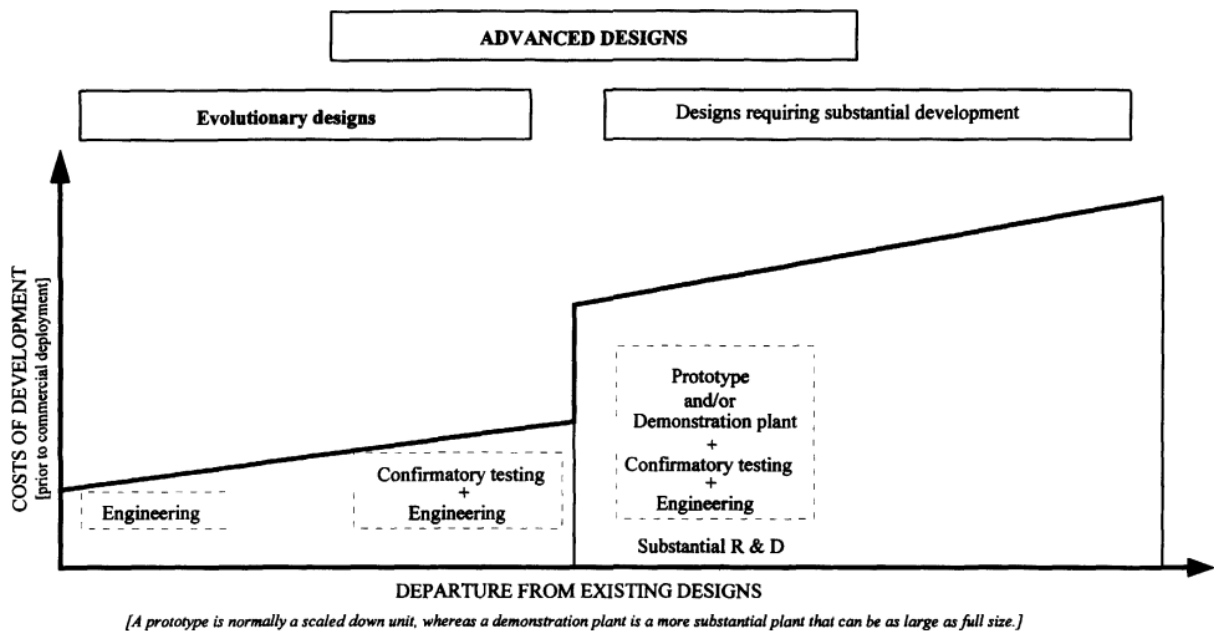 ADVANCED DESIGNS
Evolutionary designs
Designs requiring substantial development
COSTS OF DEVELOPMENT
[prior to commercial deployment]
Engineering
Confirmatory testing
+
Engineering
Prototype
and/or
Demonstration plant
+
Confirmatory testing
+
Engineering
Substantial R & D
DEPARTURE FROM EXISTING DESIGNS
[A prototype is normally a scaled down unit, whereas a demonstration plant is a more substantial plant that can be as large as full size.]